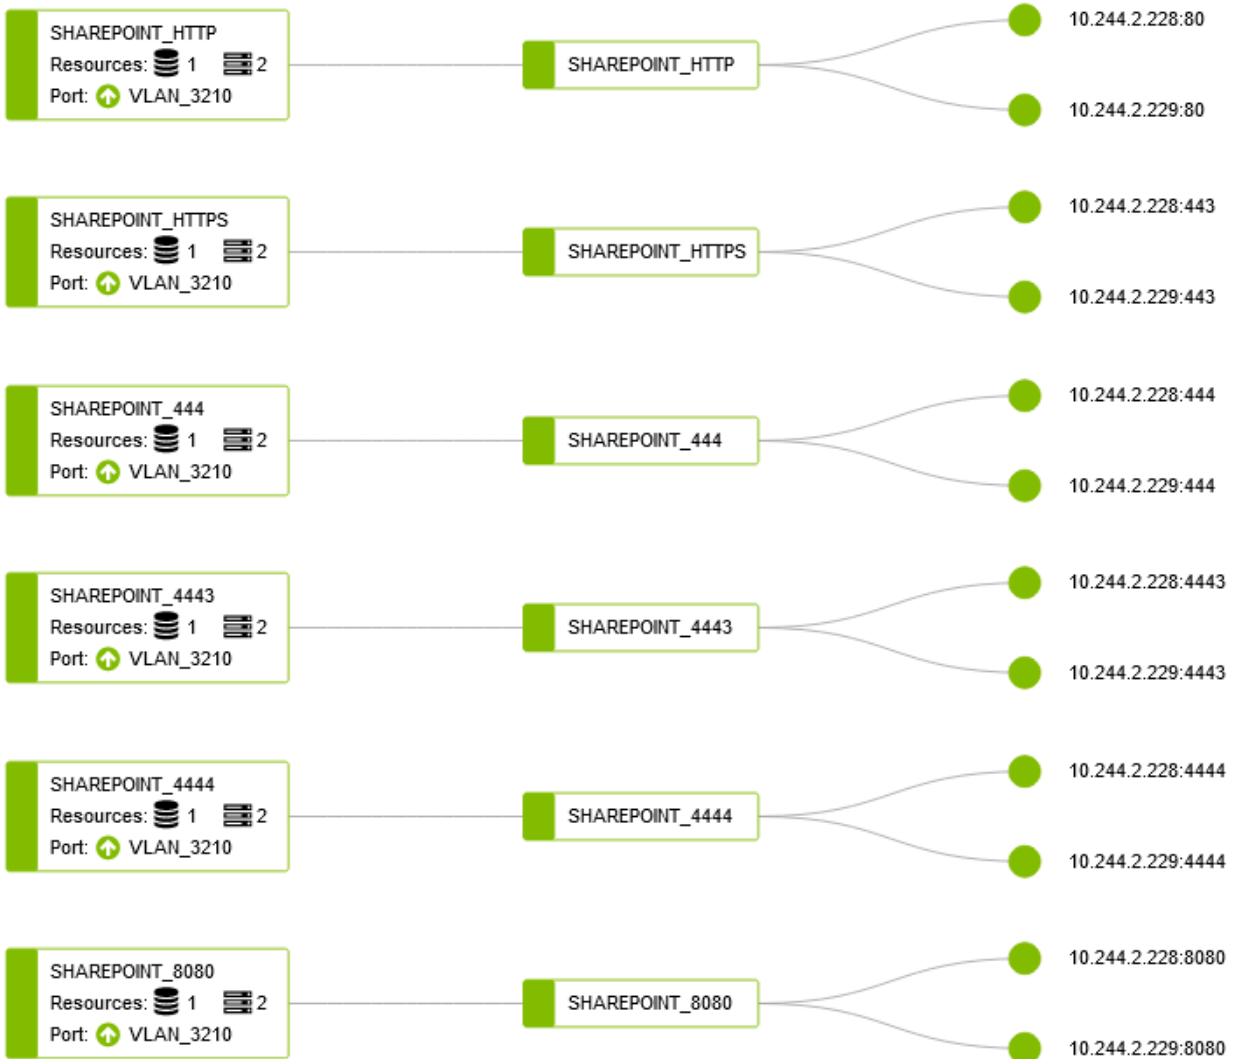 SHAREPOINT_HTTP
Resources: 1 2
Port: VLAN_3210
SHAREPOINT_HTTP
10.244.2.228:80
10.244.2.229:80
SHAREPOINT_HTTPS
Resources: 1 2
Port: VLAN_3210
SHAREPOINT_HTTPS
10.244.2.228:443
10.244.2.229:443
SHAREPOINT_444
Resources: 1 2
Port: VLAN_3210
SHAREPOINT_444
10.244.2.228:444
10.244.2.229:444
SHAREPOINT_4443
Resources: 1 2
Port: VLAN_3210
SHAREPOINT_4443
10.244.2.228:4443
10.244.2.229:4443
SHAREPOINT_4444
Resources: 1 2
Port: VLAN_3210
SHAREPOINT_4444
10.244.2.228:4444
10.244.2.229:4444
SHAREPOINT_8080
Resources: 1 2
Port: VLAN_3210
SHAREPOINT_8080
10.244.2.228:8080
10.244.2.229:8080